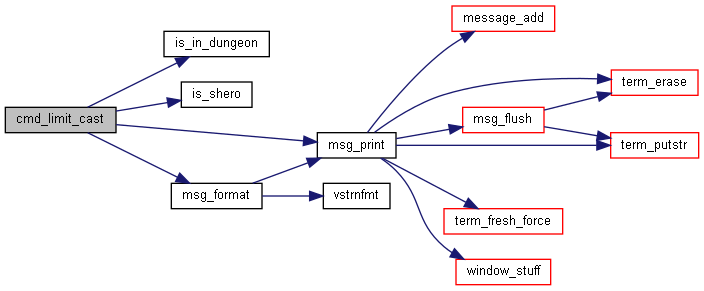 message_add
is_in_dungeon
term_erase
is_shero
cmd_limit_cast
msg_flush
msg_print
term_putstr
msg_format
vstrnfmt
term_fresh_force
window_stuff